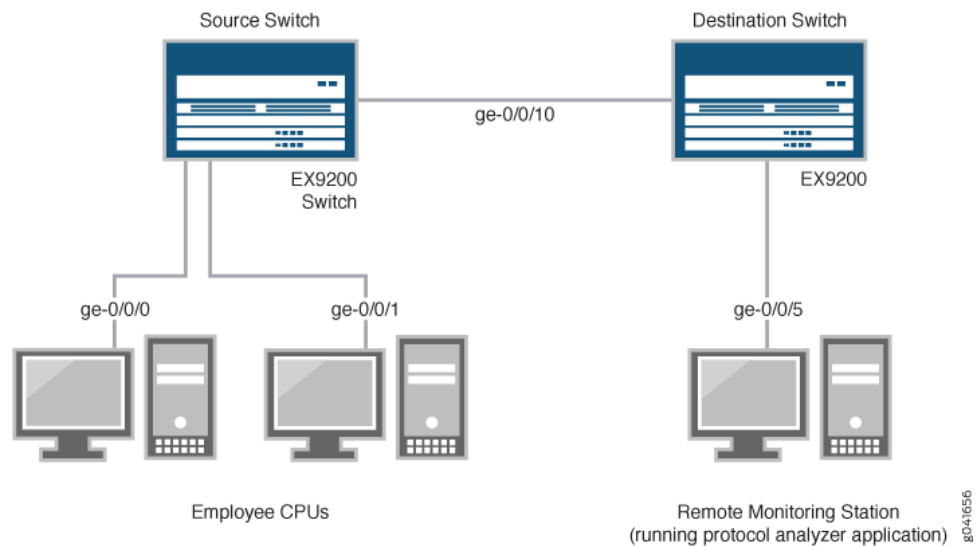 Source Switch
Destination Switch
ge-0/0/10
EX9200
Switch
EX9200
ge-0/0/0
ge-0/0/1
ge-0/0/5
Employee CPUs
Remote Monitoring Station
(running protocol analyzer application)
g041656